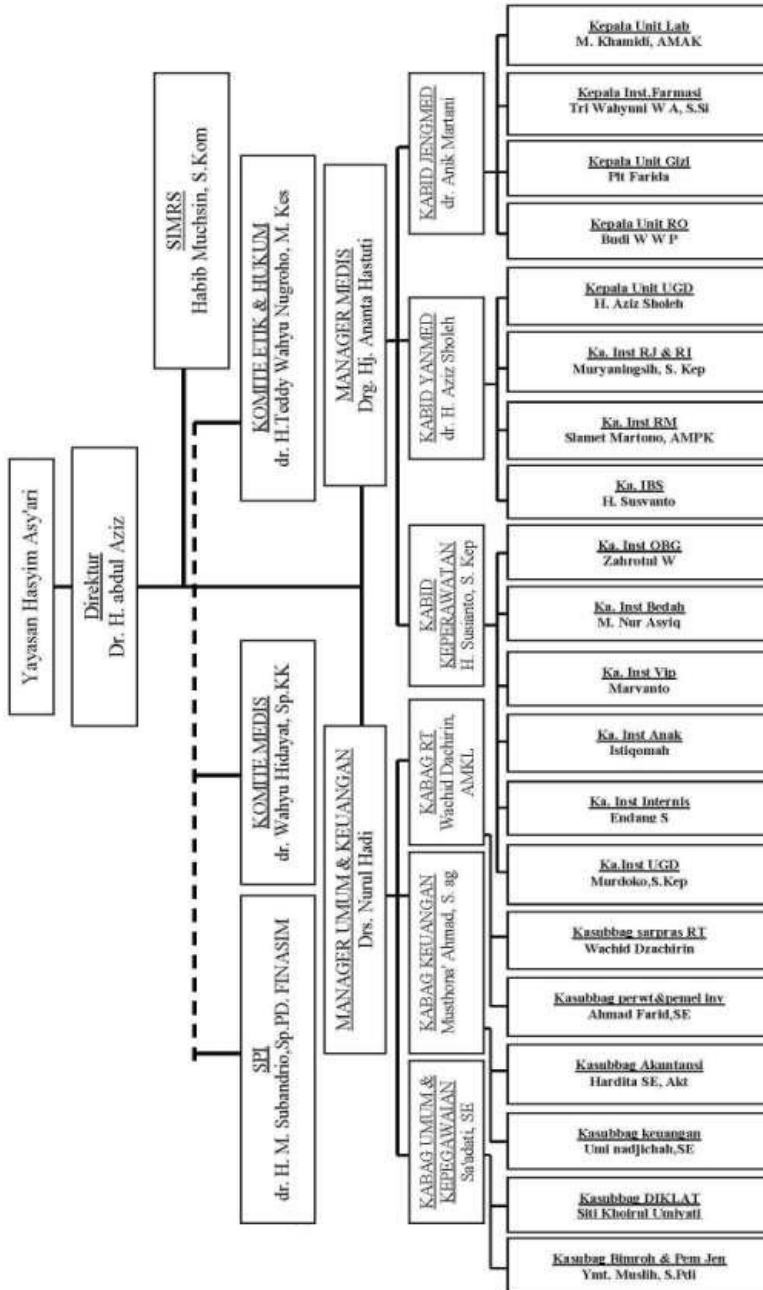 Yayasan Hasyim Asy'ari
Direktur
Dr. H. abdul Aziz
SIMRS
Habib Muchsin, S.Kom
SPI
dr. H. M. Subandrio,Sp.PD. FINASIM
KOMITE MEDIS
dr. Wahyu Hidayat, Sp.KK
KOMITE ETIK & HUKUM
dr. H.Teddy Wahyu Nugroho, M. Kes
MANAGER UMUM & KEUANGAN
Drs. Nurul Hadi
MANAGER MEDIS
Drg. Hj. Ananta Hastuti
KABAG UMUM &
KEPEGAWAIAN
Sa'adati, SE
KABAG KEUANGAN
Musthona' Ahmad, S. ag
KABAG RT
Wachid Dachirin,
AMKL
KABID
KEPERAWATAN
H. Susianto, S. Kep
KABID YANMED
dr. H. Aziz Sholeh
KABID JENGMED
dr. Anik Martani
Kasubag Bimroh & Pem Jen
Ymt. Muslih, S.Pdi
Kasubbag DIKLAT
Siti Khoirul Umiyati
Kasubbag keuangan
Umi nadjichah,SE
Kasubbag Akuntansi
Hardita SE, Akt
Kasubbag perwt&pemel inv
Ahmad Farid,SE
Kasubbag sarpras RT
Wachid Dzachirin
Ka.Inst UGD
Murdoko,S.Kep
Ka. Inst Internis
Endang S
Ka. Inst Anak
Istiqomah
Ka. Inst Vip
Marvanto
Ka. Inst Bedah
M. Nur Asyiq
Ka. Inst OBG
Zahrotul W
Ka. IBS
H. Susvanto
Ka. Inst RM
Slamet Martono, AMPK
Ka. Inst RJ & RI
Muryaningsih, S. Kep
Kepala Unit UGD
H. Aziz Sholeh
Kepala Unit RO
Budi W W P
Kepala Unit Gizi
Pit Farida
Kepala Inst.Farmasi
Tri Wahyuni W A, S.Si
Kepala Unit Lab
M. Khamidi, AMAK